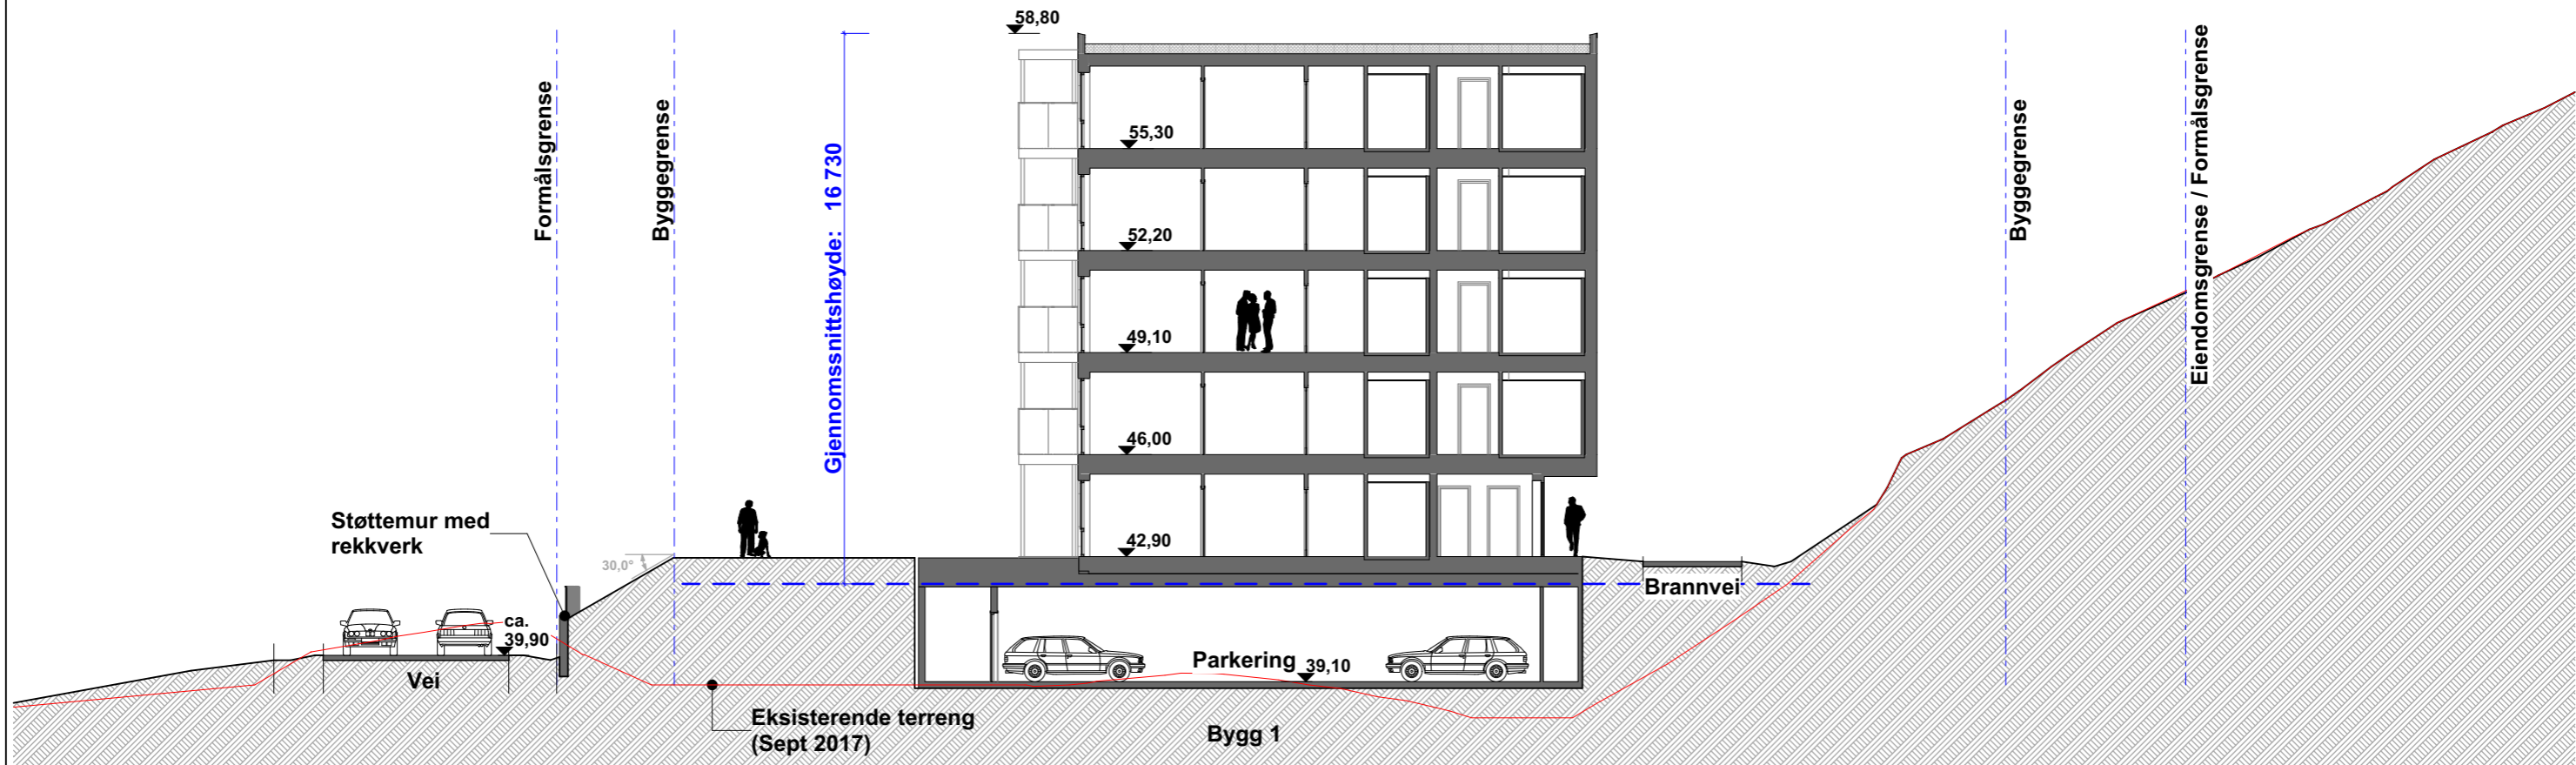 58,80
Formålsgrense
Byggegrense
Gjennomssnittshøyde: 16 730
55,30
52,20
49,10
46,00
42,90
Byggegrense
Eiendomsgrense / Formålsgrense
Støttemur med
rekkverk
30,0°
ca.
39,90
Vei
Brannvei
Parkering
39,10
Eksisterende terreng
(Sept 2017)
Bygg 1